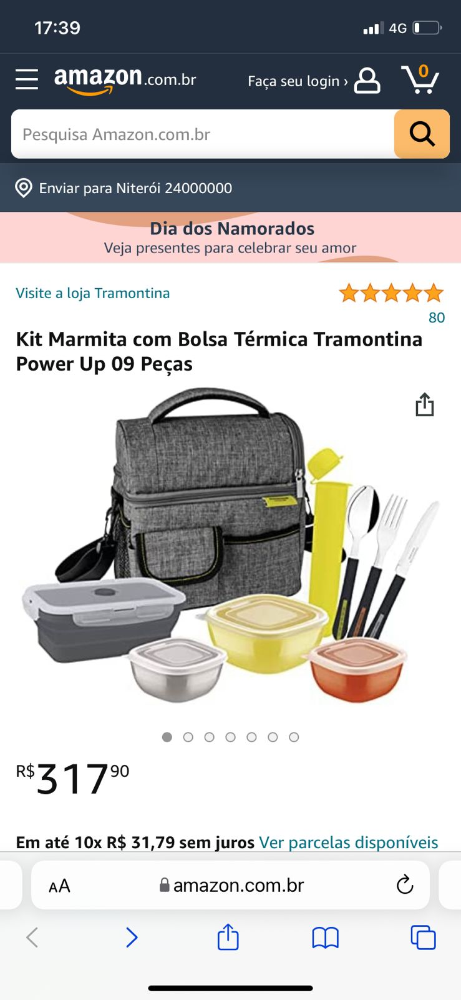 17:39
4G
amazon.com.br
Faça seu login ›
0
Pesquisa Amazon.com.br
Enviar para Niterói 24000000
Dia dos Namorados
Veja presentes para celebrar seu amor
Visite a loja Tramontina
80
Kit Marmita com Bolsa Térmica Tramontina
Power Up 09 Peças
R$ 317 90
Em até 10x R$ 31,79 sem juros Ver parcelas disponíveis
AA
amazon.com.br